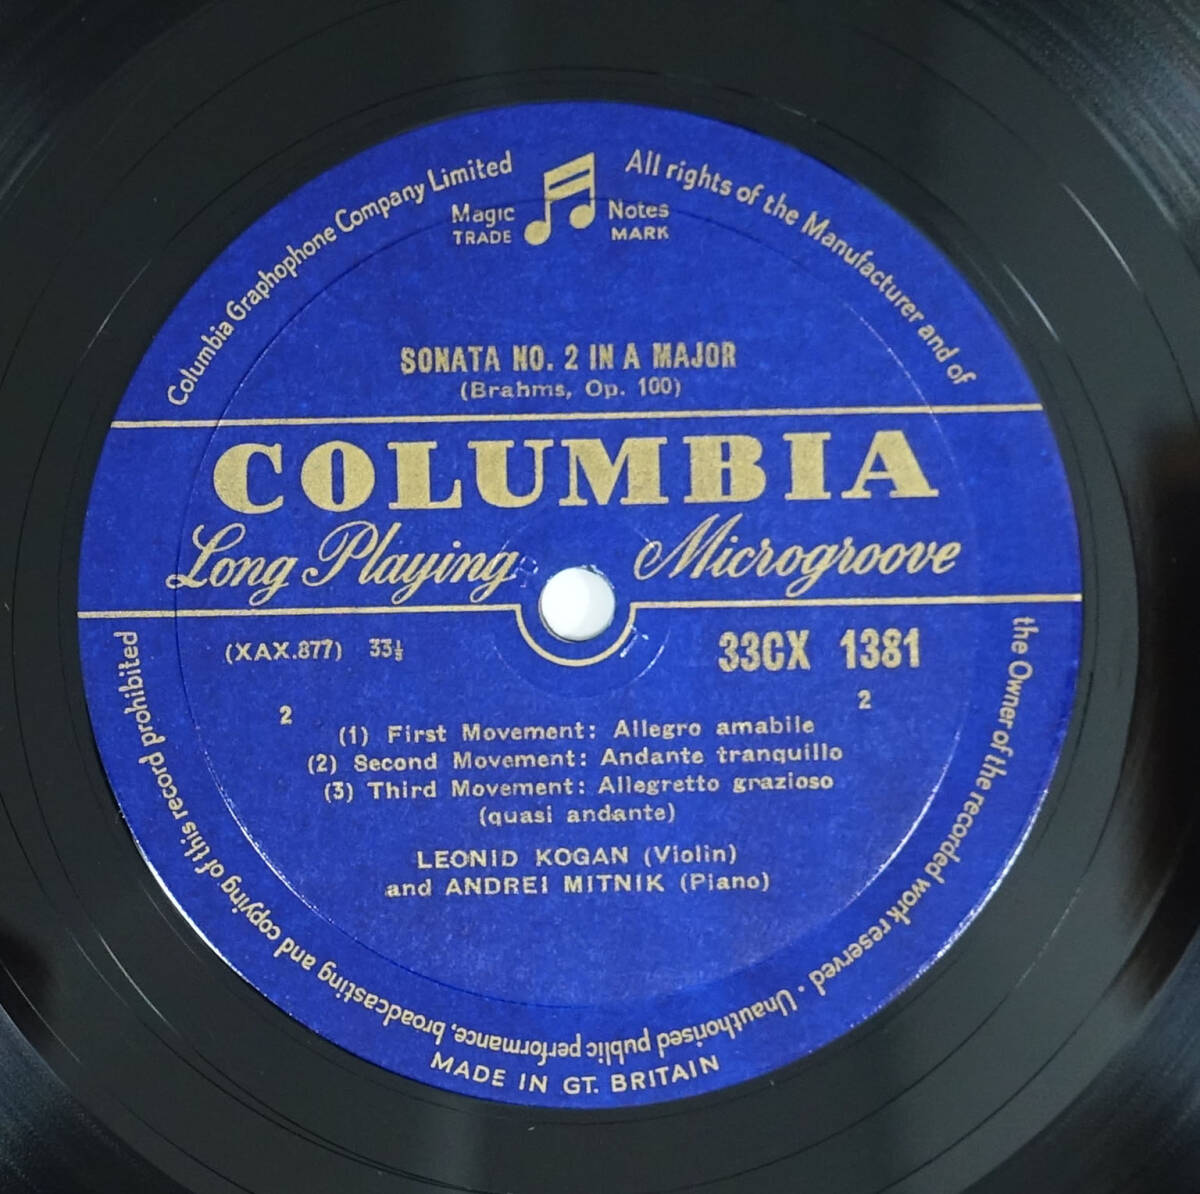 Columbia Graphophone Company Limited
All rights of the Manufacturer and of
the Owner of the recorded work reserved · Unauthorised public performance, broadcasting and copying of this record prohibited
Magic Notes
TRADE MARK
SONATA NO. 2 IN A MAJOR
(Brahms, Op. 100)
COLUMBIA
Long Playing Microgroove
(XAX.877) 33⅓
33CX 1381
2 2
(1) First Movement: Allegro amabile
(2) Second Movement: Andante tranquillo
(3) Third Movement: Allegretto grazioso
(quasi andante)
LEONID KOGAN (Violin)
and ANDREI MITNIK (Piano)
MADE IN GT. BRITAIN